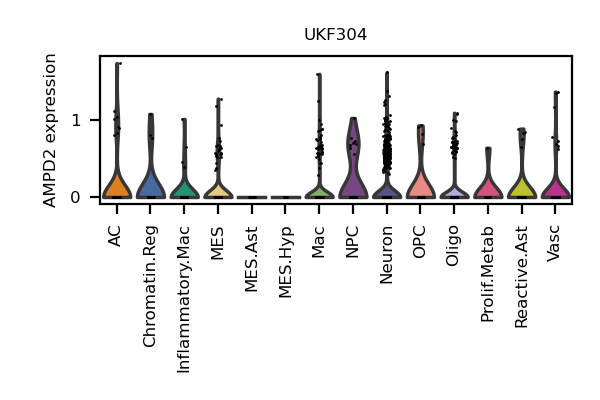 UKF304
AMPD2 expression
1
0
AC
Chromatin.Reg
Inflammatory.Mac
MES
MES.Ast
MES.Hyp
Mac
NPC
Neuron
OPC
Oligo
Prolif.Metab
Reactive.Ast
Vasc